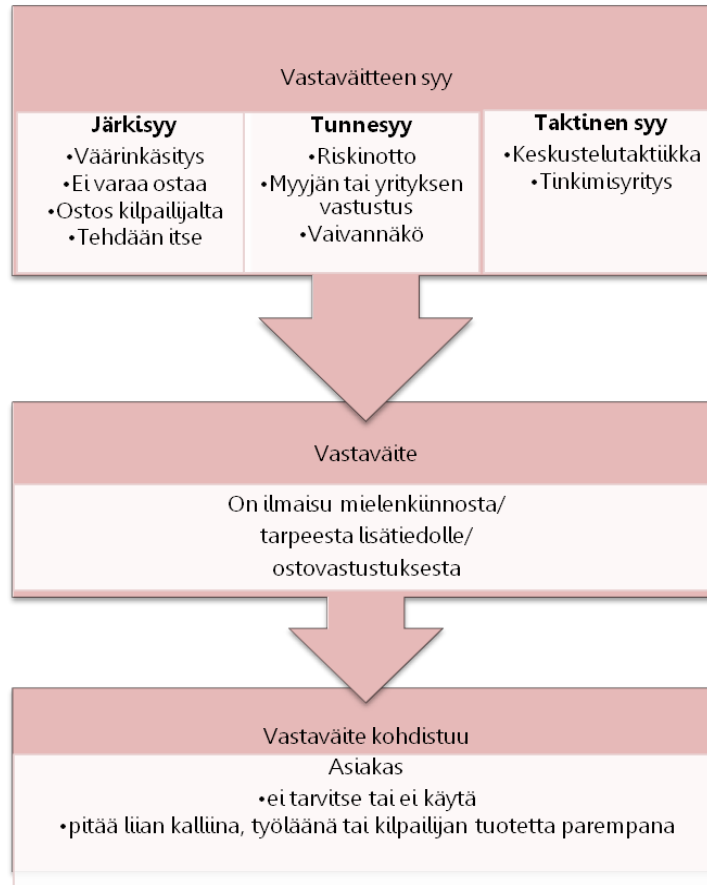 Vastaväitteen syy
Järkisyy
•Väärinkäsitys
•Ei varaa ostaa
•Ostos kilpailijalta
•Tehdään itse
Tunnesyy
•Riskinotto
•Myyjän tai yrityksen
vastustus
•Vaivannäkö
Taktinen syy
•Keskustelutaktiikka
•Tinkimisyritys
Vastaväite
On ilmaisu mielenkiinnosta/
tarpeesta lisätiedolle/
ostovastustuksesta
Vastaväite kohdistuu
Asiakas
•ei tarvitse tai ei käytä
•pitää liian kalliina, työläänä tai kilpailijan tuotetta parempana